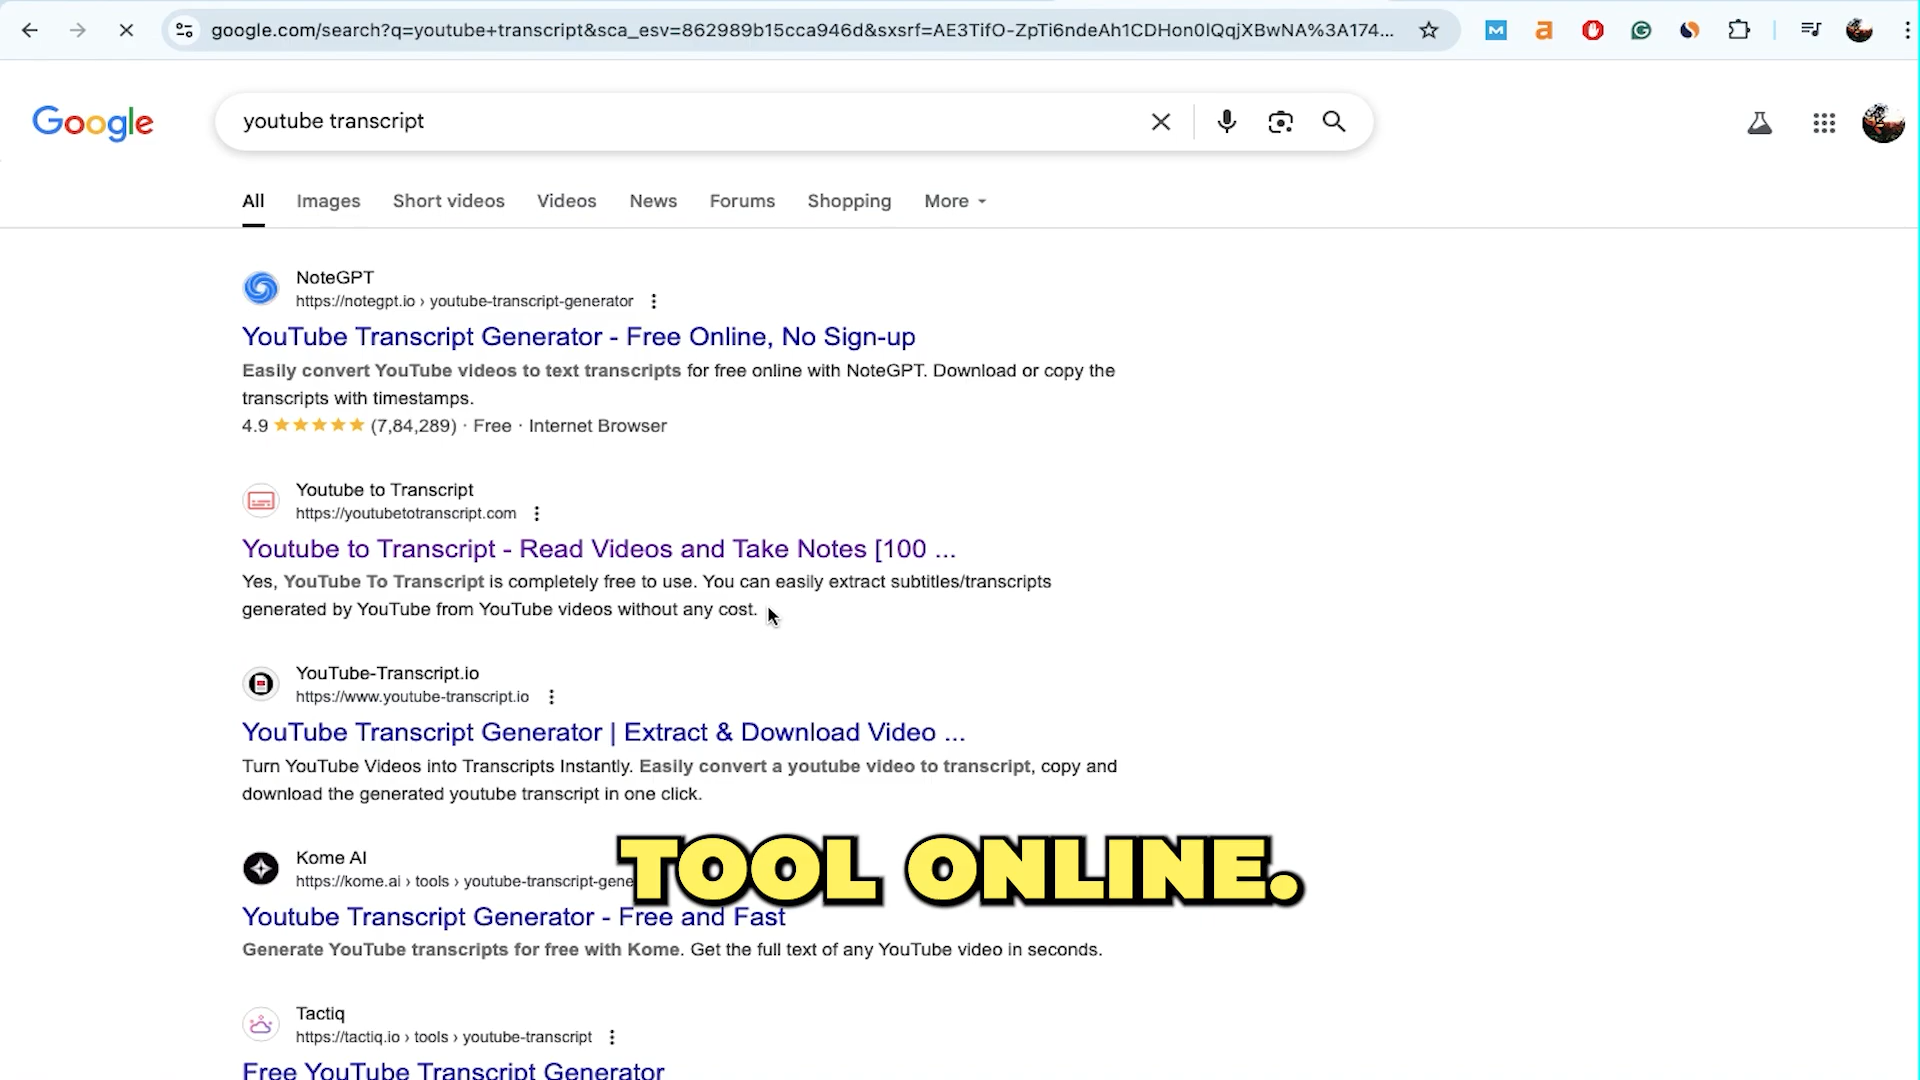 google.com/search?q=youtube+transcript&sca_esv=862989b15cca946d&sxsrf=AE3TifO-ZpTi6ndeAh1CDHon0lQqjXBwNA%3A174...
Google
youtube transcript
All Images Short videos Videos News Forums Shopping More
NoteGPT
https://notegpt.io › youtube-transcript-generator
YouTube Transcript Generator - Free Online, No Sign-up
Easily convert YouTube videos to text transcripts for free online with NoteGPT. Download or copy the
transcripts with timestamps.
4.9 ★★★★★ (7,84,289) · Free · Internet Browser
Youtube to Transcript
https://youtubetotranscript.com
Youtube to Transcript - Read Videos and Take Notes [100 ...
Yes, YouTube To Transcript is completely free to use. You can easily extract subtitles/transcripts
generated by YouTube from YouTube videos without any cost.
YouTube-Transcript.io
https://www.youtube-transcript.io
YouTube Transcript Generator | Extract & Download Video ...
Turn YouTube Videos into Transcripts Instantly. Easily convert a youtube video to transcript, copy and
download the generated youtube transcript in one click.
Kome AI
https://kome.ai › tools › youtube-transcript-gene
TOOL ONLINE.
Youtube Transcript Generator - Free and Fast
Generate YouTube transcripts for free with Kome. Get the full text of any YouTube video in seconds.
Tactiq
https://tactiq.io › tools › youtube-transcript
Free YouTube Transcript Generator